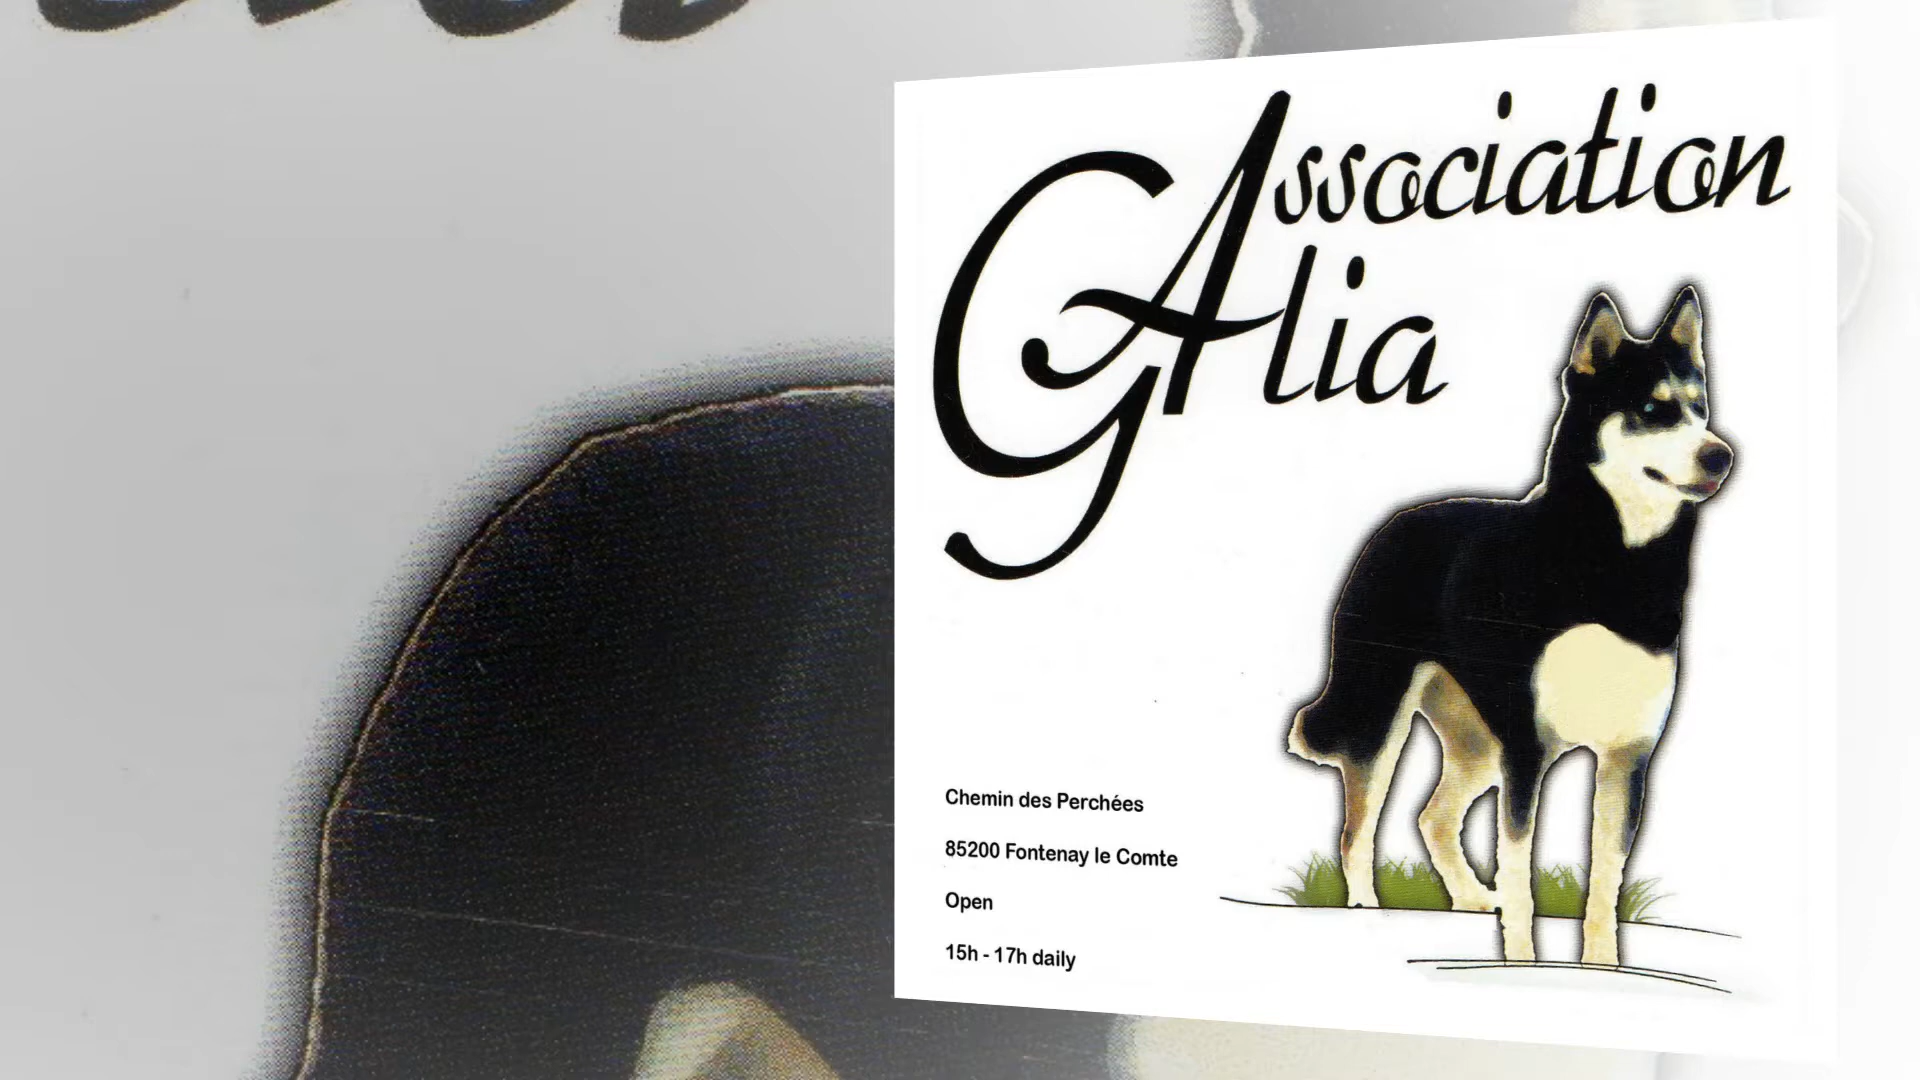 Association
GAlia
Chemin des Perchées
85200 Fontenay le Comte
Open
15h - 17h daily